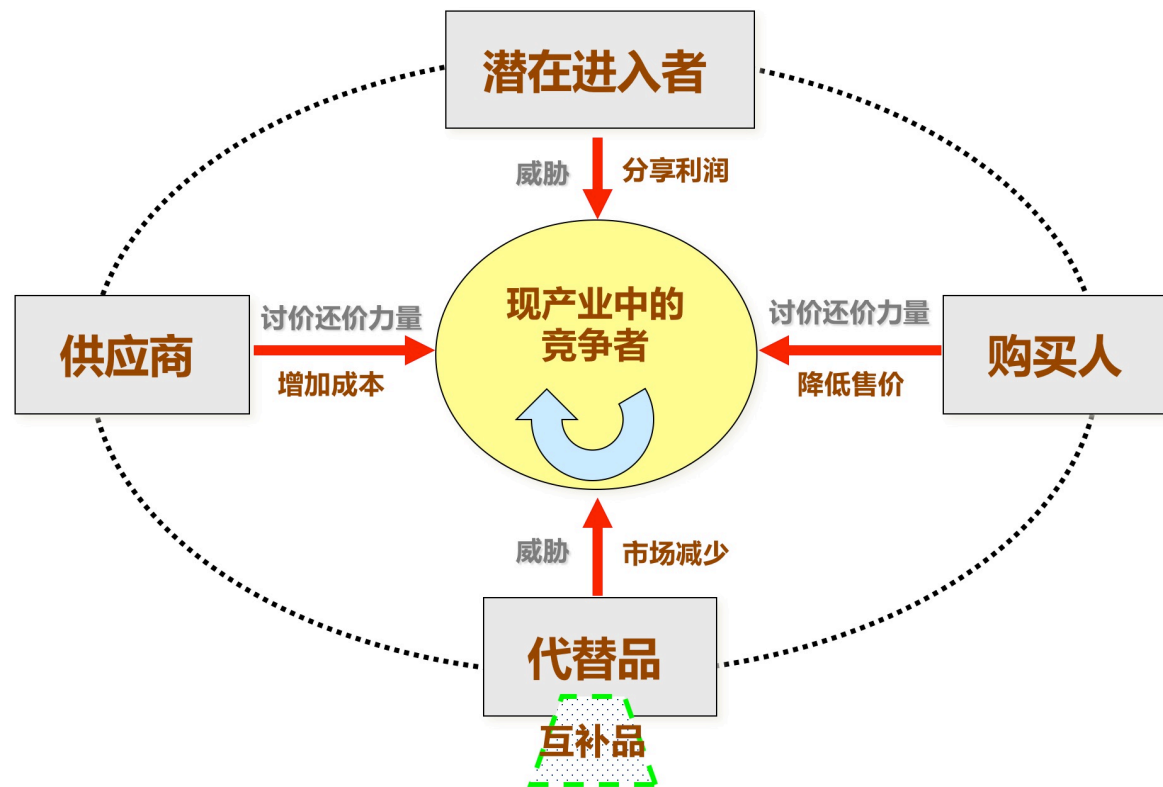 潜在进入者
威胁
分享利润
现产业中的
竞争者
讨价还价力量
供应商
增加成本
讨价还价力量
购买人
降低售价
威胁
市场减少
代替品
互补品